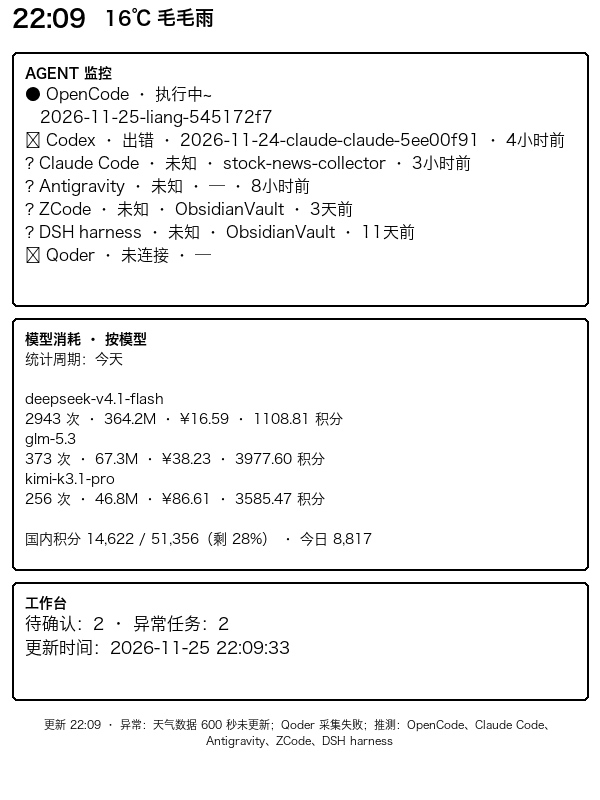 22:09 16℃ 毛毛雨
AGENT 监控
● OpenCode · 执行中~
2026-11-25-liang-545172f7
☒ Codex · 出错 · 2026-11-24-claude-claude-5ee00f91 · 4小时前
? Claude Code · 未知 · stock-news-collector · 3小时前
? Antigravity · 未知 · — · 8小时前
? ZCode · 未知 · ObsidianVault · 3天前
? DSH harness · 未知 · ObsidianVault · 11天前
☒ Qoder · 未连接 · —
模型消耗 · 按模型
统计周期：今天
deepseek-v4.1-flash
2943 次 · 364.2M · ¥16.59 · 1108.81 积分
glm-5.3
373 次 · 67.3M · ¥38.23 · 3977.60 积分
kimi-k3.1-pro
256 次 · 46.8M · ¥86.61 · 3585.47 积分
国内积分 14,622 / 51,356（剩 28%） · 今日 8,817
工作台
待确认：2 · 异常任务：2
更新时间：2026-11-25 22:09:33
更新 22:09 · 异常：天气数据 600 秒未更新；Qoder 采集失败；推测：OpenCode、Claude Code、
Antigravity、ZCode、DSH harness